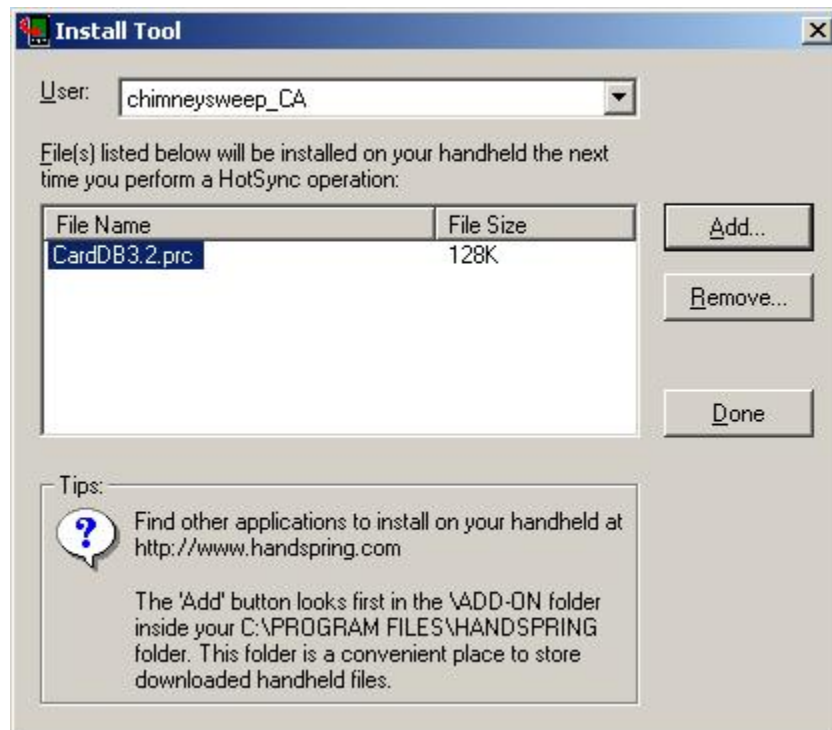 Install Tool
User: chimneysweep_CA
File(s) listed below will be installed on your handheld the next
time you perform a HotSync operation:
File Name File Size
CardDB3.2.prc 128K
Add...
Remove...
Done
Tips:
Find other applications to install on your handheld at
http://www.handspring.com
The 'Add' button looks first in the \ADD-ON folder
inside your C:\PROGRAM FILES\HANDSPRING
folder. This folder is a convenient place to store
downloaded handheld files.